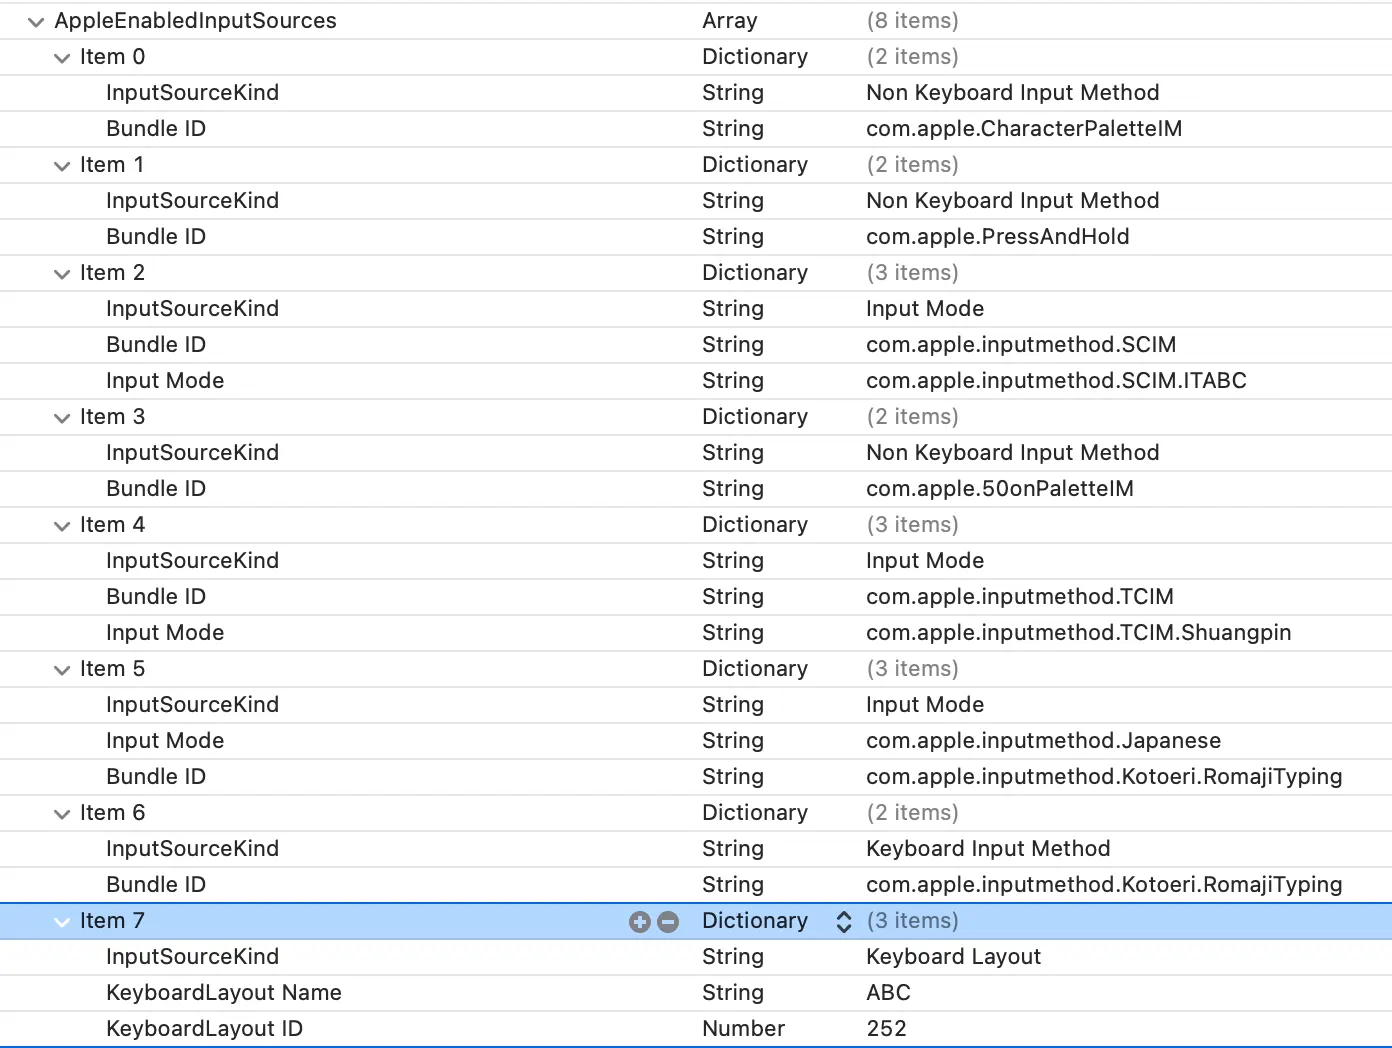 AppleEnabledInputSources Array (8 items)
Item 0 Dictionary (2 items)
InputSourceKind String Non Keyboard Input Method
Bundle ID String com.apple.CharacterPaletteIM
Item 1 Dictionary (2 items)
InputSourceKind String Non Keyboard Input Method
Bundle ID String com.apple.PressAndHold
Item 2 Dictionary (3 items)
InputSourceKind String Input Mode
Bundle ID String com.apple.inputmethod.SCIM
Input Mode String com.apple.inputmethod.SCIM.ITABC
Item 3 Dictionary (2 items)
InputSourceKind String Non Keyboard Input Method
Bundle ID String com.apple.50onPaletteIM
Item 4 Dictionary (3 items)
InputSourceKind String Input Mode
Bundle ID String com.apple.inputmethod.TCIM
Input Mode String com.apple.inputmethod.TCIM.Shuangpin
Item 5 Dictionary (3 items)
InputSourceKind String Input Mode
Input Mode String com.apple.inputmethod.Japanese
Bundle ID String com.apple.inputmethod.Kotoeri.RomajiTyping
Item 6 Dictionary (2 items)
InputSourceKind String Keyboard Input Method
Bundle ID String com.apple.inputmethod.Kotoeri.RomajiTyping
Item 7 Dictionary (3 items)
InputSourceKind String Keyboard Layout
KeyboardLayout Name String ABC
KeyboardLayout ID Number 252